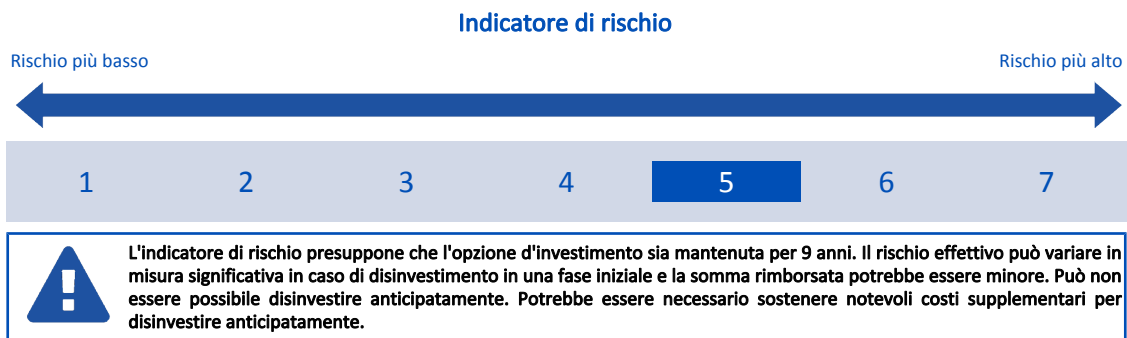 Indicatore di rischio
Rischio più basso
Rischio più alto
1 2 3 4 5 6 7
L'indicatore di rischio presuppone che l'opzione d'investimento sia mantenuta per 9 anni. Il rischio effettivo può variare in
misura significativa in caso di disinvestimento in una fase iniziale e la somma rimborsata potrebbe essere minore. Può non
essere possibile disinvestire anticipatamente. Potrebbe essere necessario sostenere notevoli costi supplementari per
disinvestire anticipatamente.